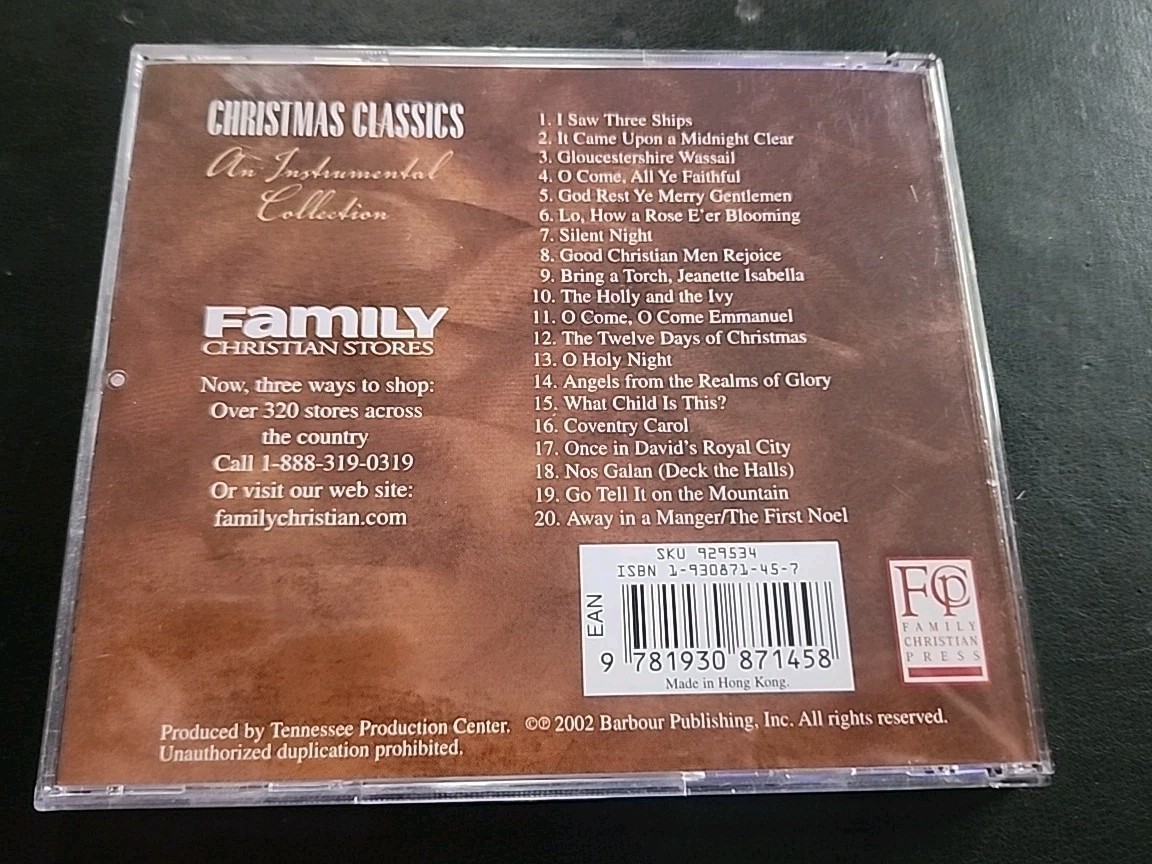 CHRISTMAS CLASSICS
An Instrumental
Collection
FAMILY
CHRISTIAN STORES
Now, three ways to shop:
Over 320 stores across
the country
Call 1-888-319-0319
Or visit our web site:
familychristian.com
1. I Saw Three Ships
2. It Came Upon a Midnight Clear
3. Gloucestershire Wassail
4. O Come, All Ye Faithful
5. God Rest Ye Merry Gentlemen
6. Lo, How a Rose E'er Blooming
7. Silent Night
8. Good Christian Men Rejoice
9. Bring a Torch, Jeanette Isabella
10. The Holly and the Ivy
11. O Come, O Come Emmanuel
12. The Twelve Days of Christmas
13. O Holy Night
14. Angels from the Realms of Glory
15. What Child Is This?
16. Coventry Carol
17. Once in David's Royal City
18. Nos Galan (Deck the Halls)
19. Go Tell It on the Mountain
20. Away in a Manger/The First Noel
SKU 929534
ISBN 1-930871-45-7
EAN
9 781930 871458
Made in Hong Kong.
FCP
FAMILY
CHRISTIAN
PRESS
Produced by Tennessee Production Center. ©℗ 2002 Barbour Publishing, Inc. All rights reserved.
Unauthorized duplication prohibited.